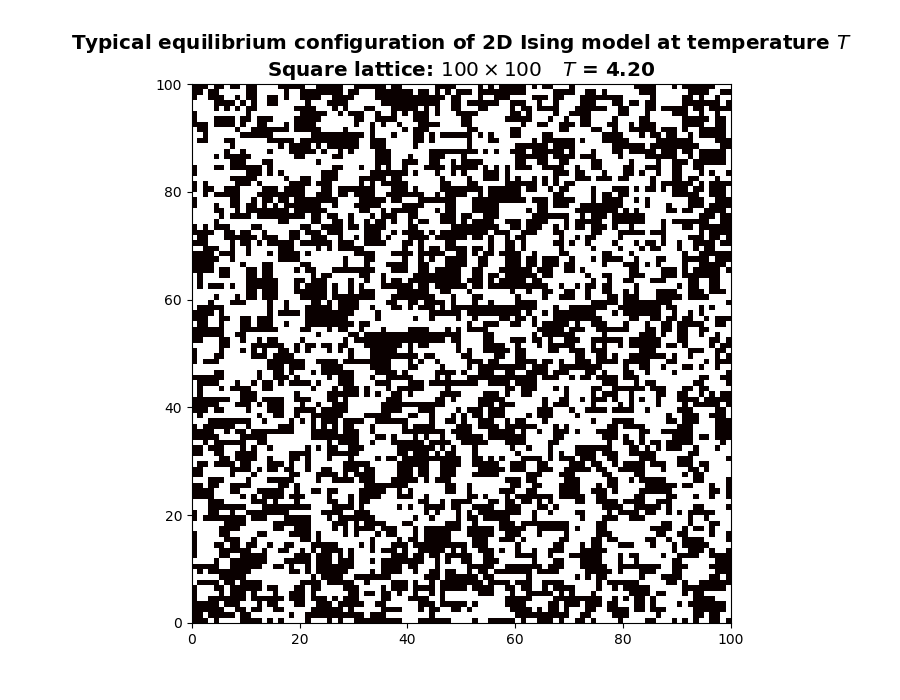 Typical equilibrium configuration of 2D Ising model at temperature T
Square lattice: 100 × 100 T = 4.20
100
80
60
40
20
0
0 20 40 60 80 100